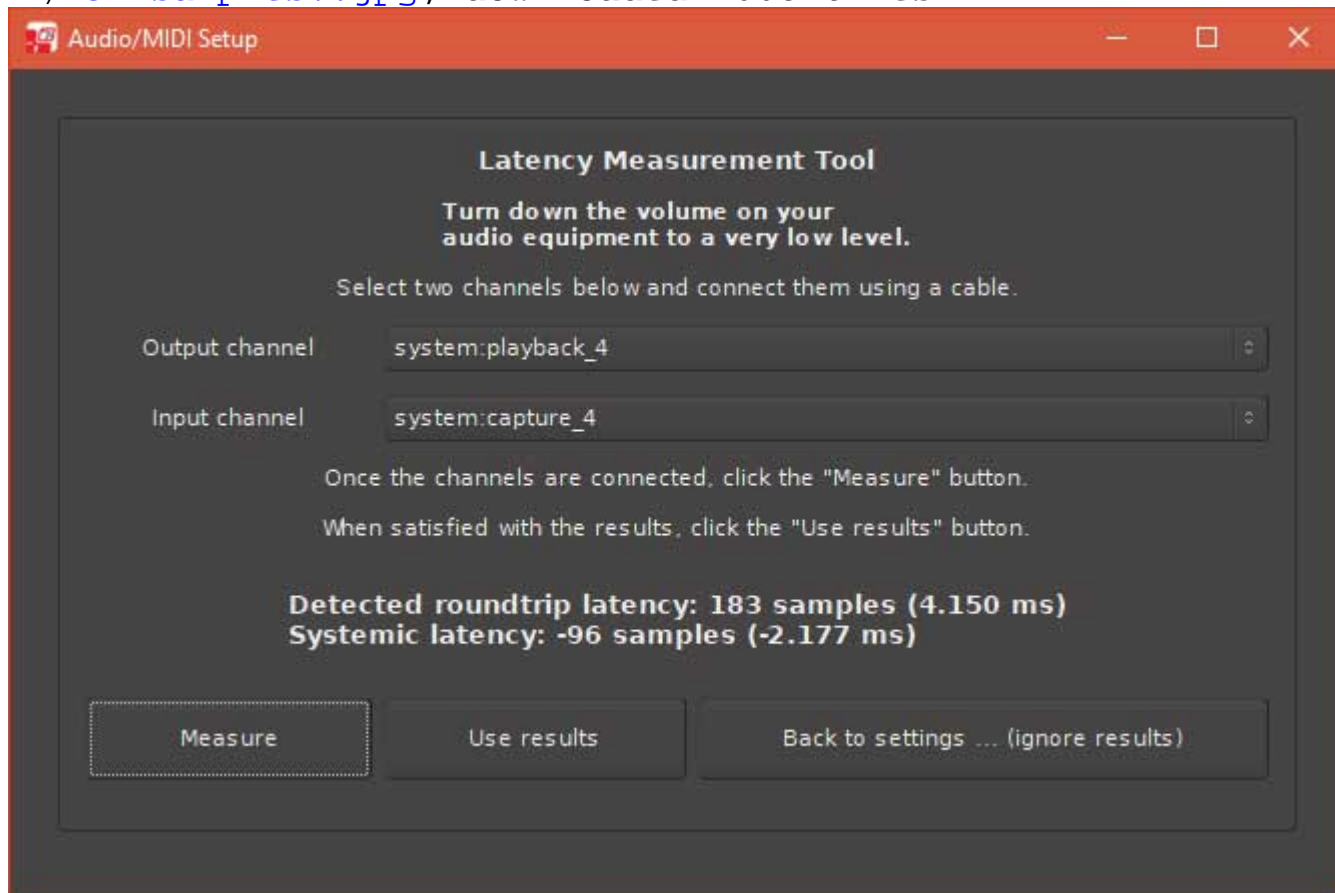 Audio/MIDI Setup
Latency Measurement Tool
Turn down the volume on your
audio equipment to a very low level.
Select two channels below and connect them using a cable.
Output channel system:playback_4
Input channel system:capture_4
Once the channels are connected, click the "Measure" button.
When satisfied with the results, click the "Use results" button.
Detected roundtrip latency: 183 samples (4.150 ms)
Systemic latency: -96 samples (-2.177 ms)
Measure Use results Back to settings ... (ignore results)